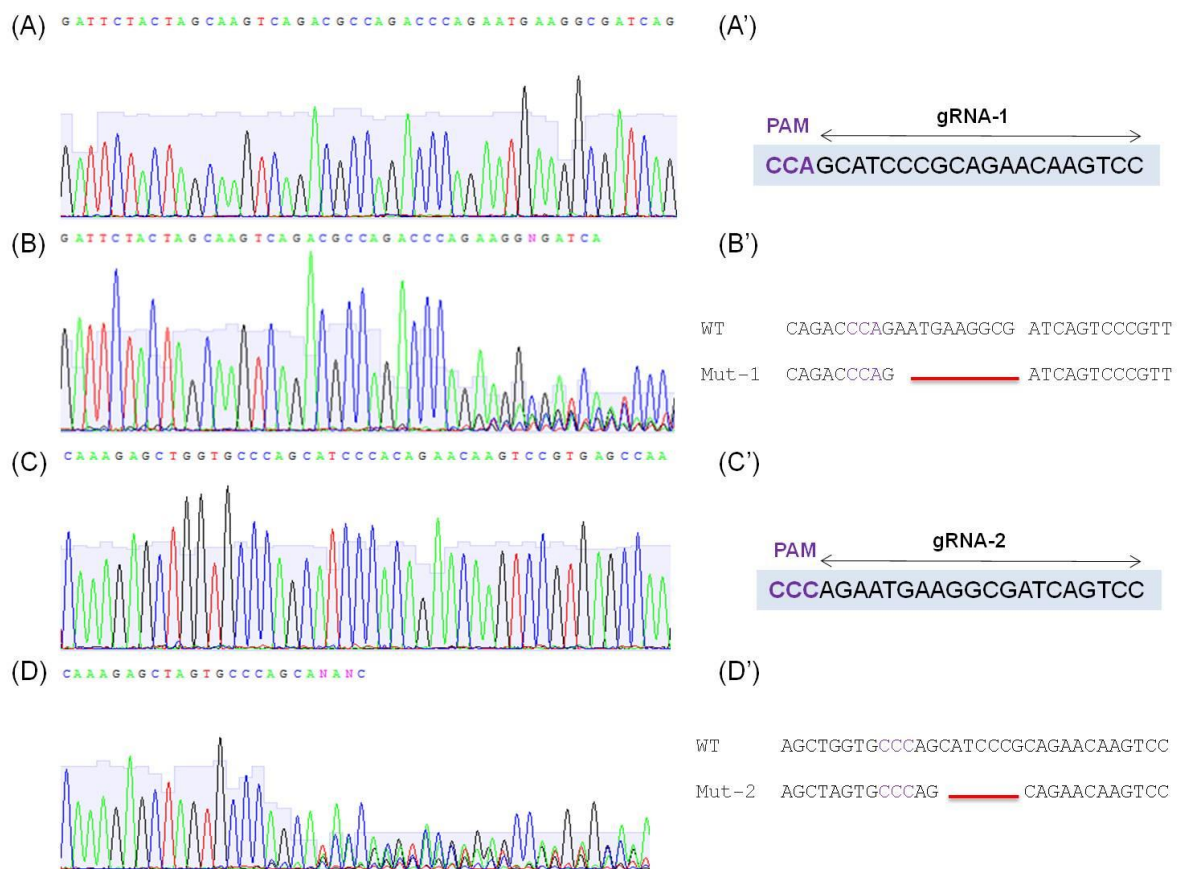 (A) GATTCTACTAGCAAGTCAGACGCCAGACCCAGAATGAAGGCGATCAG
(A')
gRNA-1
PAM
CCAGCATCCCGCAGAACAAGTCC
(B) GATTCTACTAGCAAGTCAGACGCCAGACCCAGAAGGNGATCA
(B')
WT CAGACCCAGAATGAAGGCG ATCAGTCCCGTT
Mut-1 CAGACCCAG ATCAGTCCCGTT
(C) CAAAGAGCTGGTGCCCAGCATCCCACAGAACAAGTCCGTGAGCCAA
(C')
gRNA-2
PAM
CCCAGAATGAAGGCGATCAGTCC
(D) CAAAGAGCTAGTGCCCAGCANANC
(D')
WT AGCTGGTGCCCAGCATCCCGCAGAACAAGTCC
Mut-2 AGCTAGTGCCCAG CAGAACAAGTCC